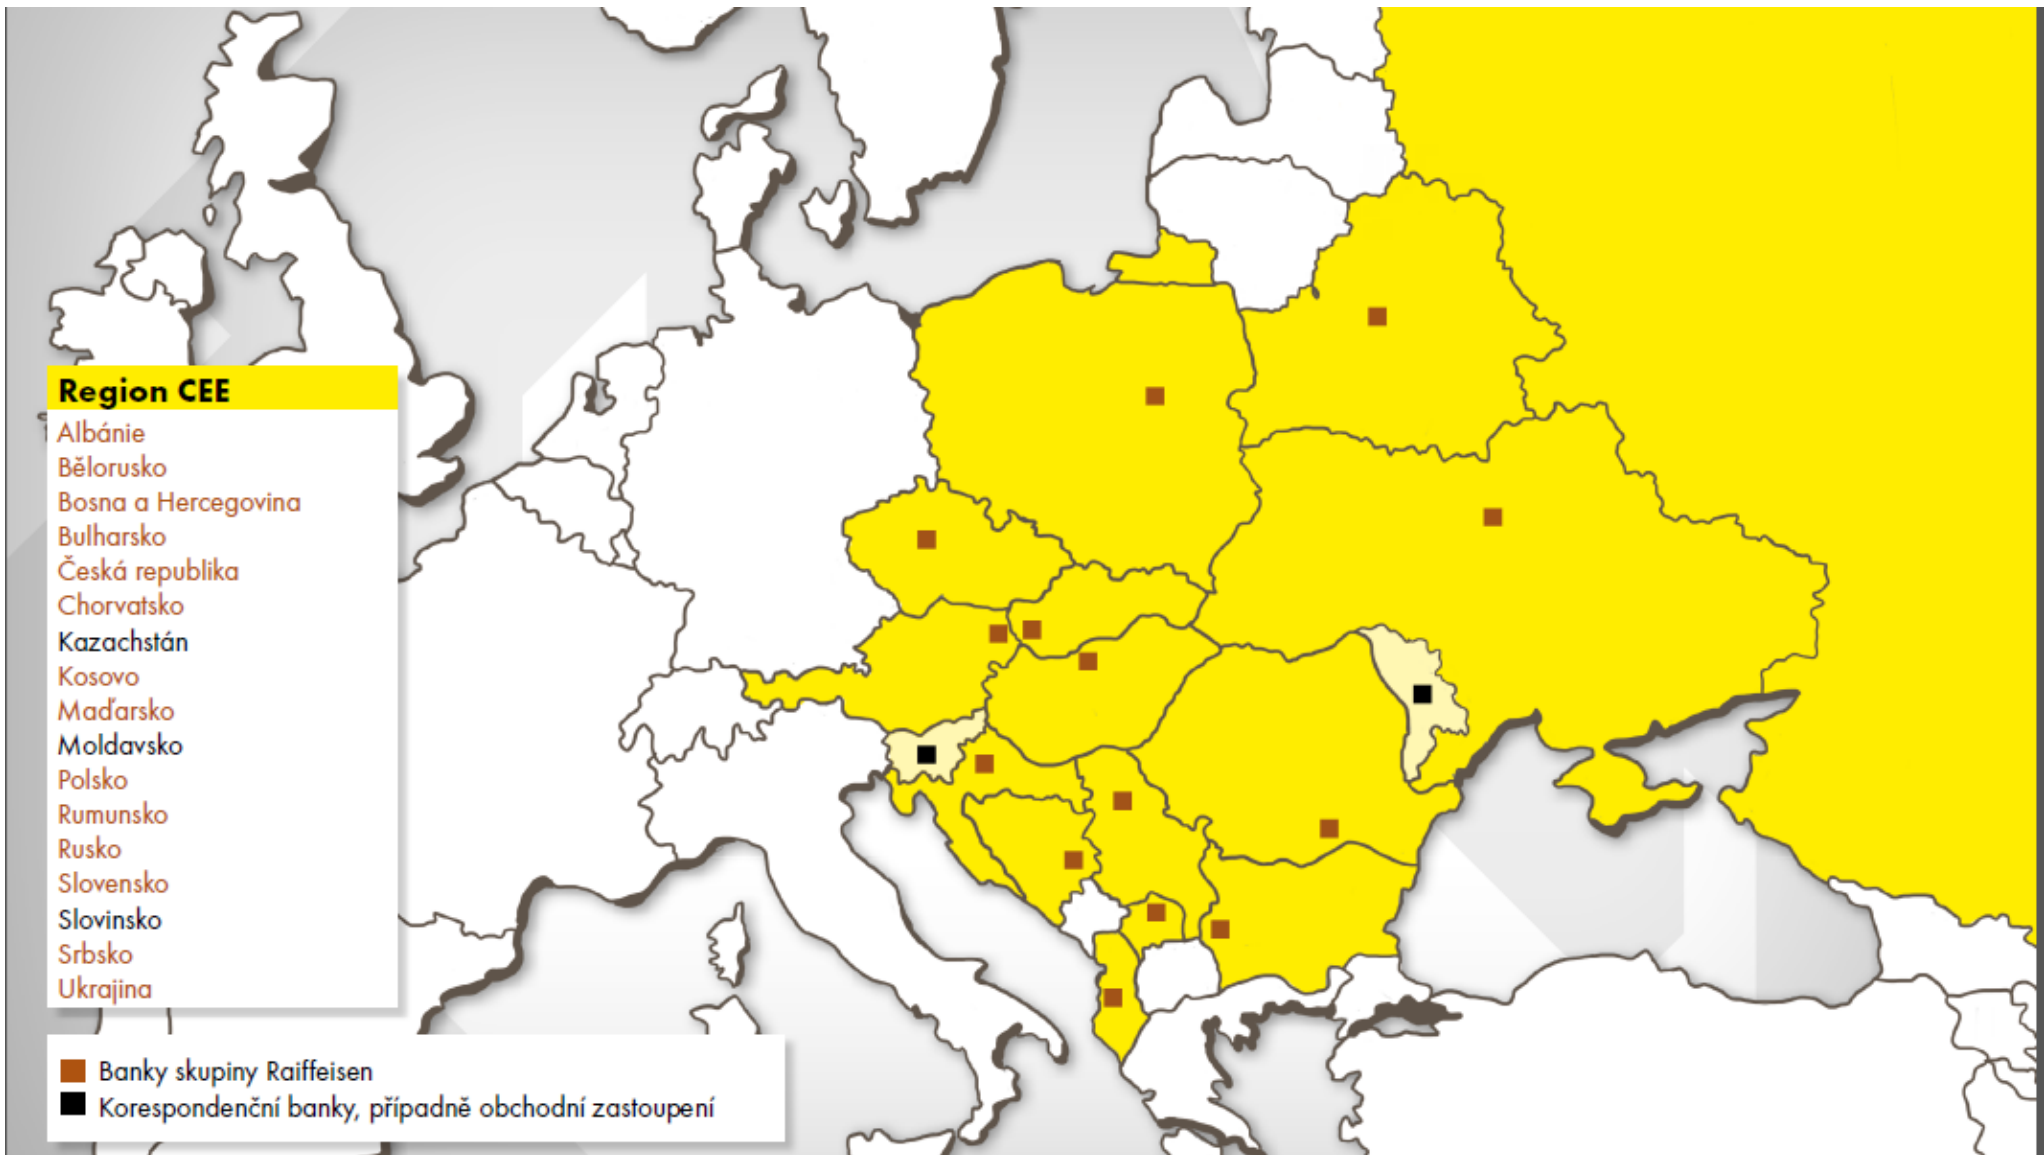 Region CEE
Albánie
Bělorusko
Bosna a Hercegovina
Bulharsko
Česká republika
Chorvatsko
Kazachstán
Kosovo
Maďarsko
Moldavsko
Polsko
Rumunsko
Rusko
Slovensko
Slovinsko
Srbsko
Ukrajina
Banky skupiny Raiffeisen
Korespondenční banky, případně obchodní zastoupení